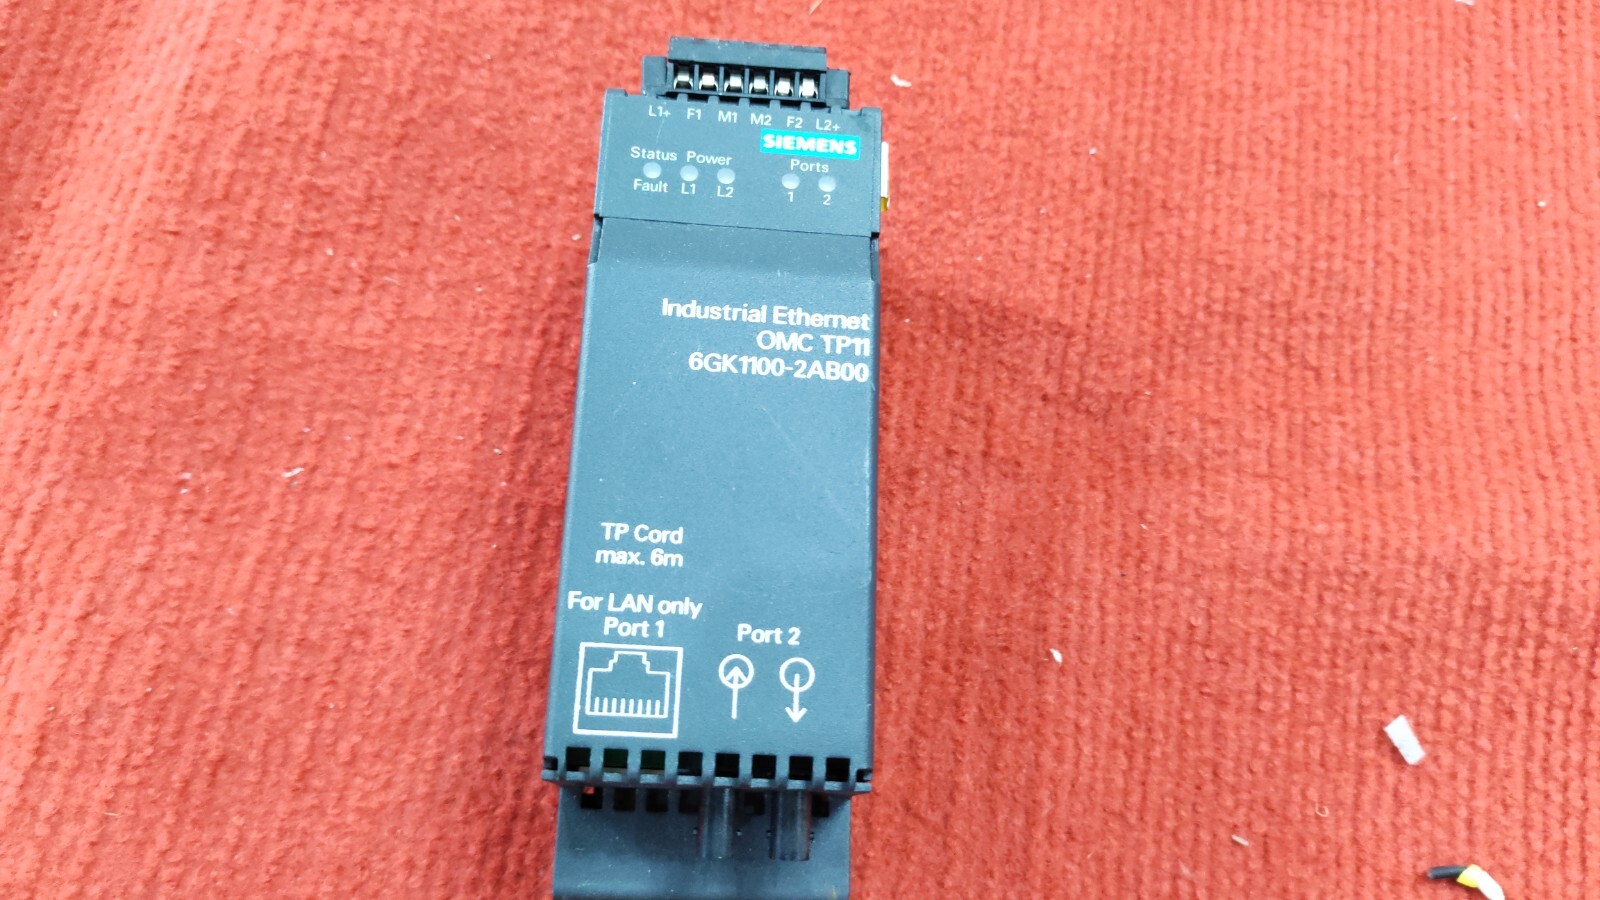 L1+ F1 M1 M2 F2 L2+
SIEMENS
Status Power Ports
Fault L1 L2 1 2
Industrial Ethernet
OMC TP11
6GK1100-2AB00
TP Cord
max. 6m
For LAN only
Port 1 Port 2